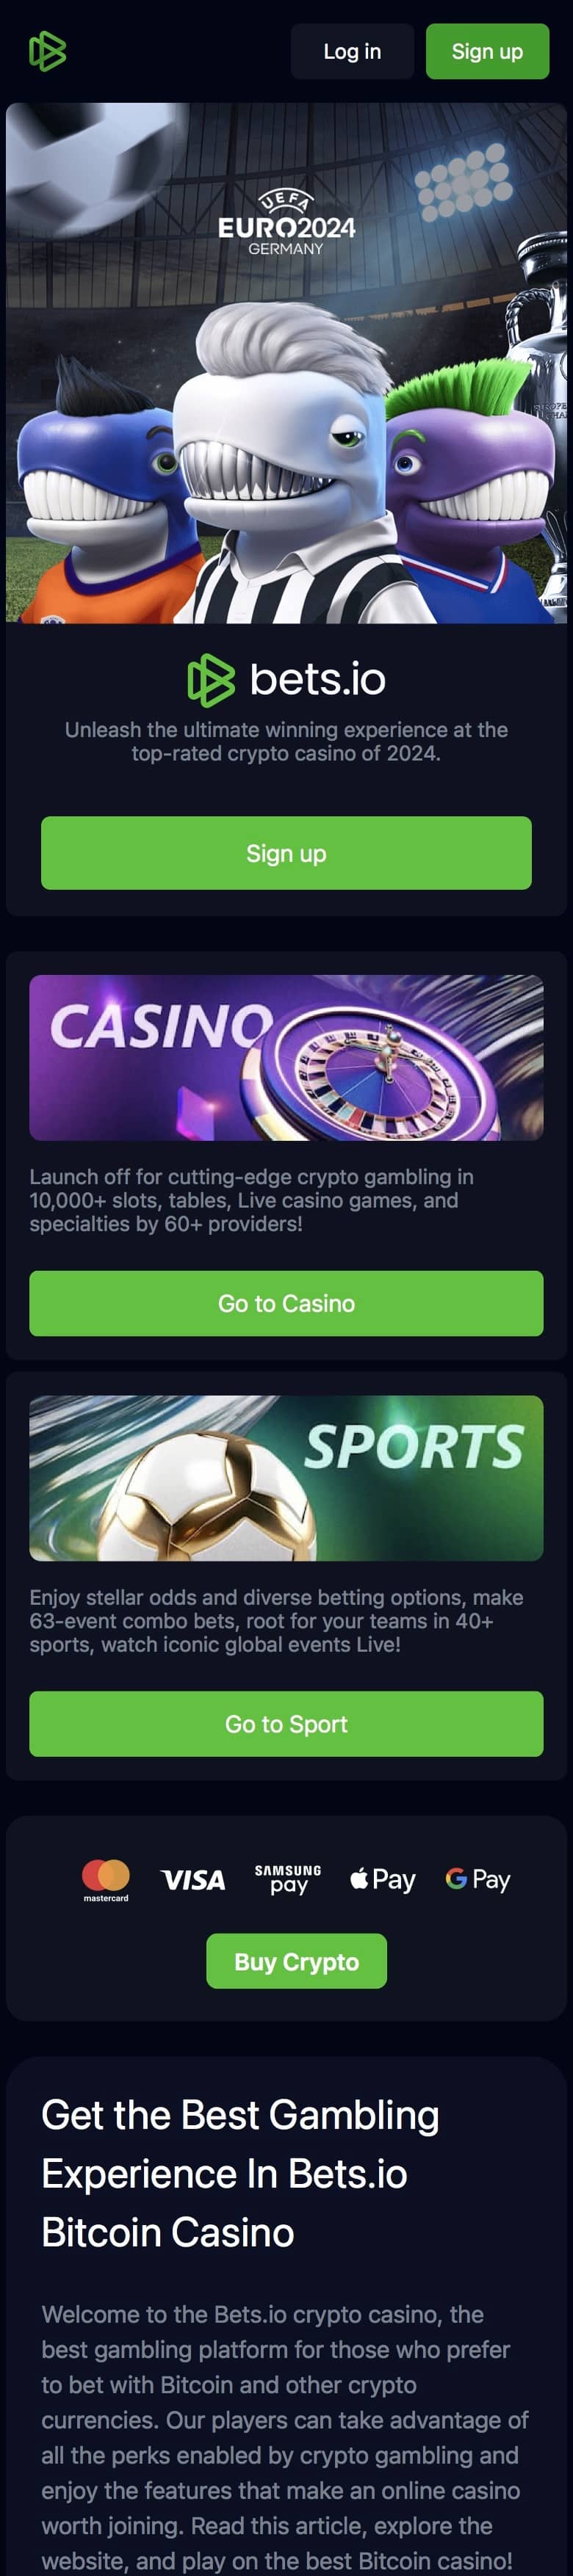 Log in
Sign up
UEFA
EURO2024
GERMANY
bets.io
Unleash the ultimate winning experience at the
top-rated crypto casino of 2024.
Sign up
CASINO
Launch off for cutting-edge crypto gambling in
10,000+ slots, tables, Live casino games, and
specialties by 60+ providers!
Go to Casino
SPORTS
Enjoy stellar odds and diverse betting options, make
63-event combo bets, root for your teams in 40+
sports, watch iconic global events Live!
Go to Sport
mastercard
VISA
SAMSUNG
pay
Pay
G Pay
Buy Crypto
Get the Best Gambling
Experience In Bets.io
Bitcoin Casino
Welcome to the Bets.io crypto casino, the
best gambling platform for those who prefer
to bet with Bitcoin and other crypto
currencies. Our players can take advantage of
all the perks enabled by crypto gambling and
enjoy the features that make an online casino
worth joining. Read this article, explore the
website, and play on the best Bitcoin casino!